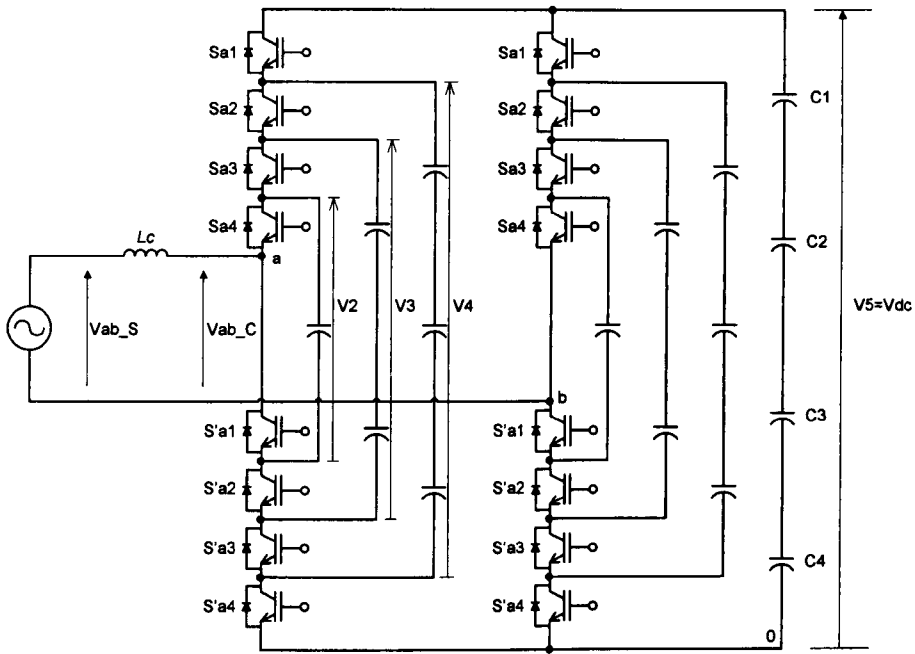 Sa1
Sa1
Sa2
Sa2
C1
Sa3
Sa3
Sa4
Sa4
Lc
a
C2
V2
V3
V4
V5=Vdc
Vab_S
Vab_C
b
S'a1
S'a1
C3
S'a2
S'a2
S'a3
S'a3
C4
S'a4
S'a4
0